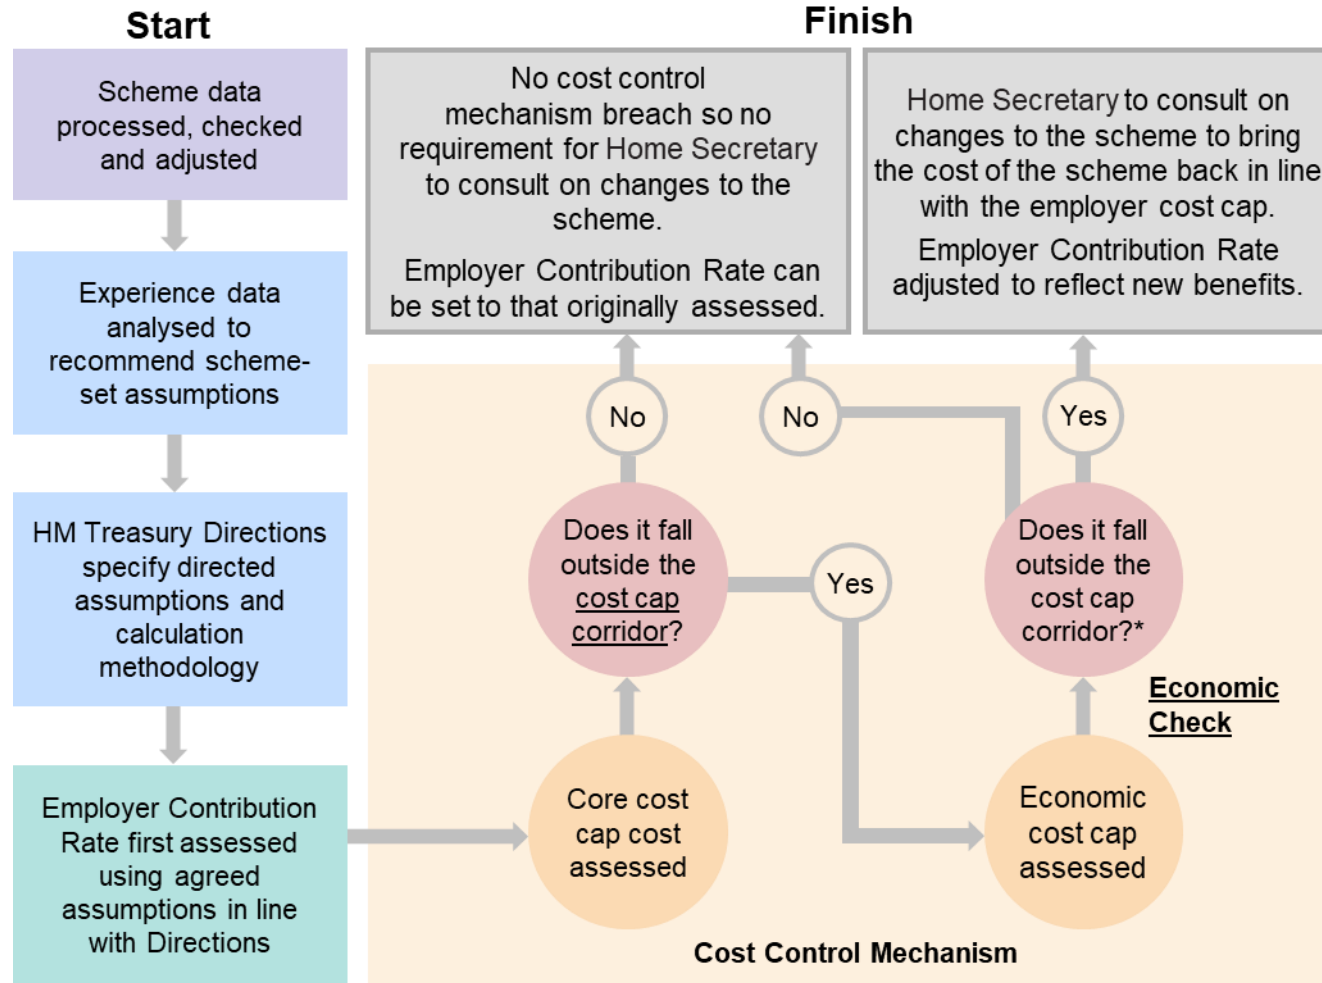 Start
Scheme data
processed, checked
and adjusted
Experience data
analysed to
recommend scheme-
set assumptions
HM Treasury Directions
specify directed
assumptions and
calculation
methodology
Employer Contribution
Rate first assessed
using agreed
assumptions in line
with Directions
Finish
No cost control
mechanism breach so no
requirement for Home Secretary
to consult on changes to the
scheme.
Employer Contribution Rate can
be set to that originally assessed.
Home Secretary to consult on
changes to the scheme to bring
the cost of the scheme back in line
with the employer cost cap.
Employer Contribution Rate
adjusted to reflect new benefits.
No
No
Yes
Does it fall
outside the
cost cap
corridor?
Yes
Does it fall
outside the
cost cap
corridor?*
Economic
Check
Core cost
cap cost
assessed
Economic
cost cap
assessed
Cost Control Mechanism